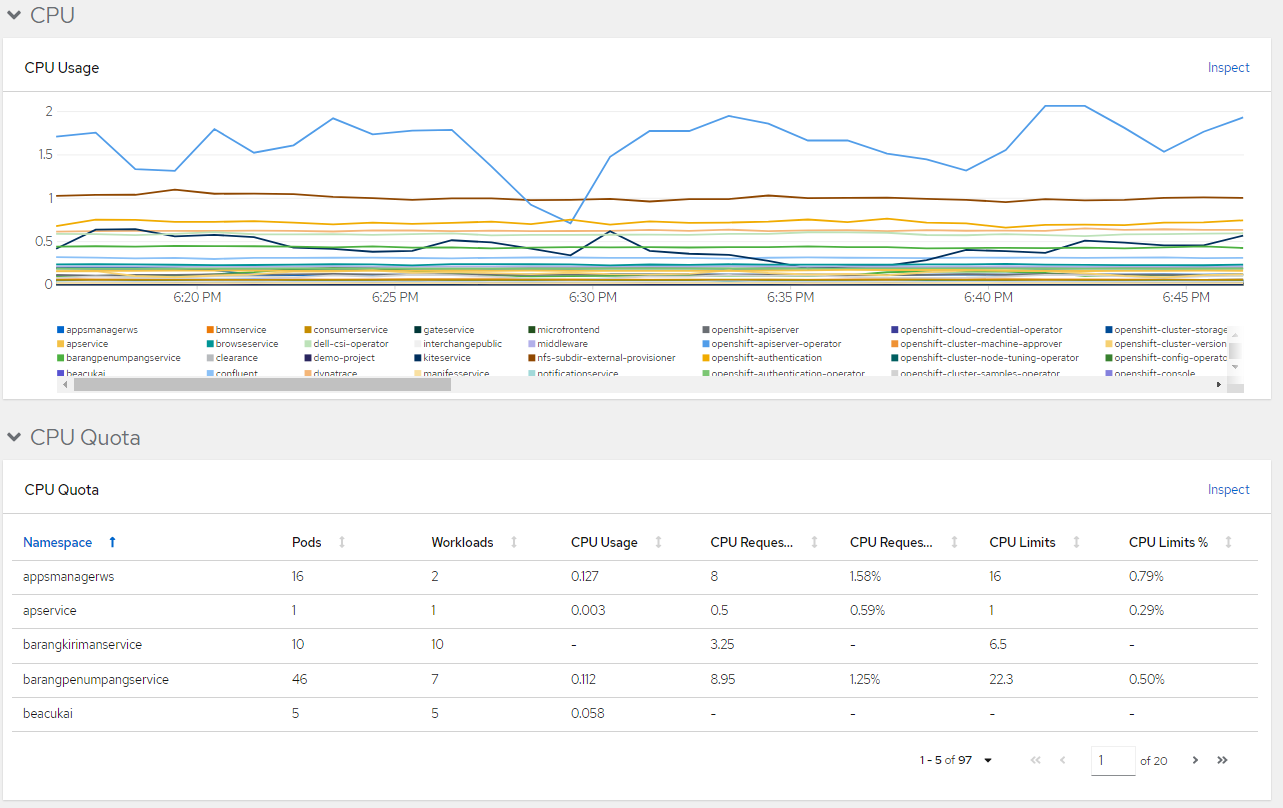 CPU
CPU Usage Inspect
2
1.5
1
0.5
0
6:20 PM 6:25 PM 6:30 PM 6:35 PM 6:40 PM 6:45 PM
appsmanagerws bmnservice consumerservice gateservice microfrontend openshift-apiserver openshift-cloud-credential-operator openshift-cluster-storage
apservice browseservice dell-csi-operator interchangepublic middleware openshift-apiserver-operator openshift-cluster-machine-approver openshift-cluster-version
barangpenumpangservice clearance demo-project kiteservice nfs-subdir-external-provisioner openshift-authentication openshift-cluster-node-tuning-operator openshift-config-operato
beacukai confluent dynatrace manifesservice notificationservice openshift-authentication-operator openshift-cluster-samples-operator openshift-console
CPU Quota
CPU Quota Inspect
Namespace Pods Workloads CPU Usage CPU Reques... CPU Reques... CPU Limits CPU Limits %
appsmanagerws 16 2 0.127 8 1.58% 16 0.79%
apservice 1 1 0.003 0.5 0.59% 1 0.29%
barangkirimanservice 10 10 - 3.25 - 6.5 -
barangpenumpangservice 46 7 0.112 8.95 1.25% 22.3 0.50%
beacukai 5 5 0.058 - - - -
1 - 5 of 97 1 of 20